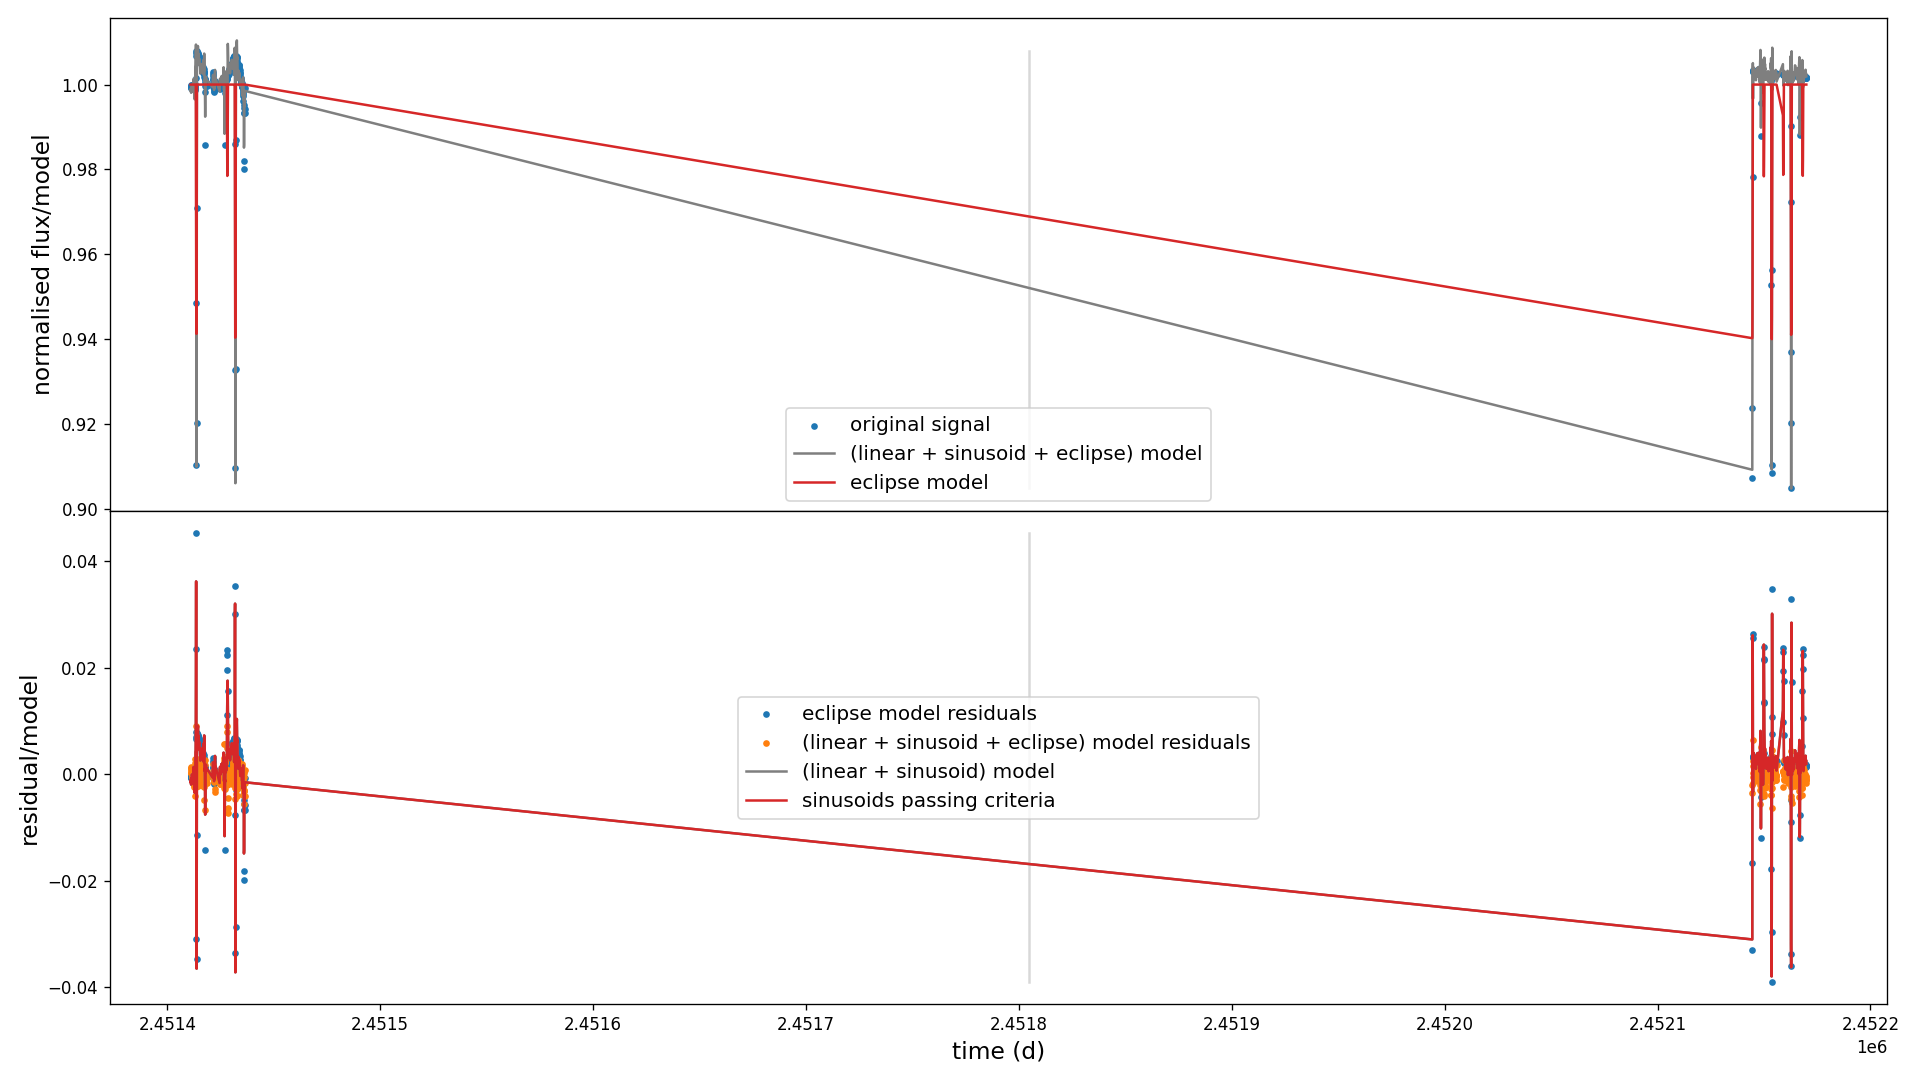 normalised flux/model
1.00
0.98
0.96
0.94
0.92
0.90
original signal
(linear + sinusoid + eclipse) model
eclipse model
residual/model
0.04
0.02
0.00
−0.02
−0.04
eclipse model residuals
(linear + sinusoid + eclipse) model residuals
(linear + sinusoid) model
sinusoids passing criteria
2.4514 2.4515 2.4516 2.4517 2.4518 2.4519 2.4520 2.4521 2.4522
1e6
time (d)